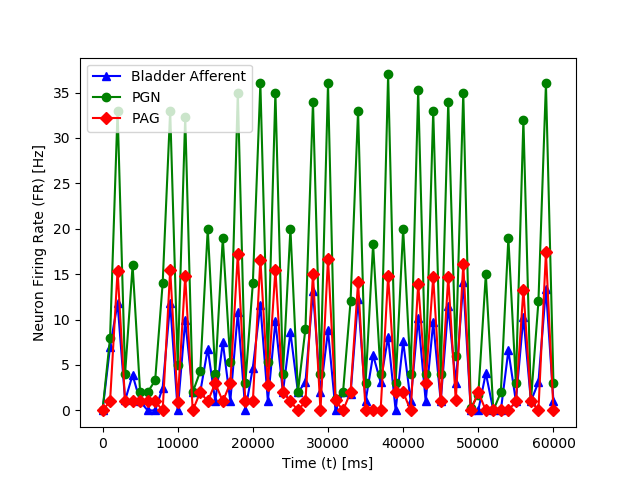 Bladder Afferent
PGN
PAG
Neuron Firing Rate (FR) [Hz]
35
30
25
20
15
10
5
0
0 10000 20000 30000 40000 50000 60000
Time (t) [ms]